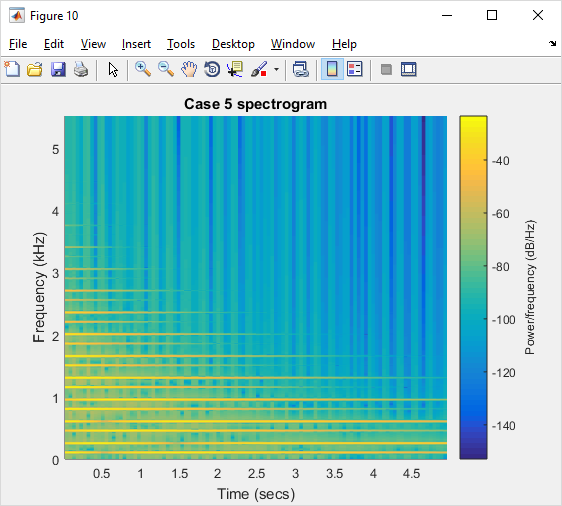 Figure 10
File Edit View Insert Tools Desktop Window Help
Case 5 spectrogram
5
4
3
2
1
0
Frequency (kHz)
0.5 1 1.5 2 2.5 3 3.5 4 4.5
Time (secs)
-40
-60
-80
-100
-120
-140
Power/frequency (dB/Hz)